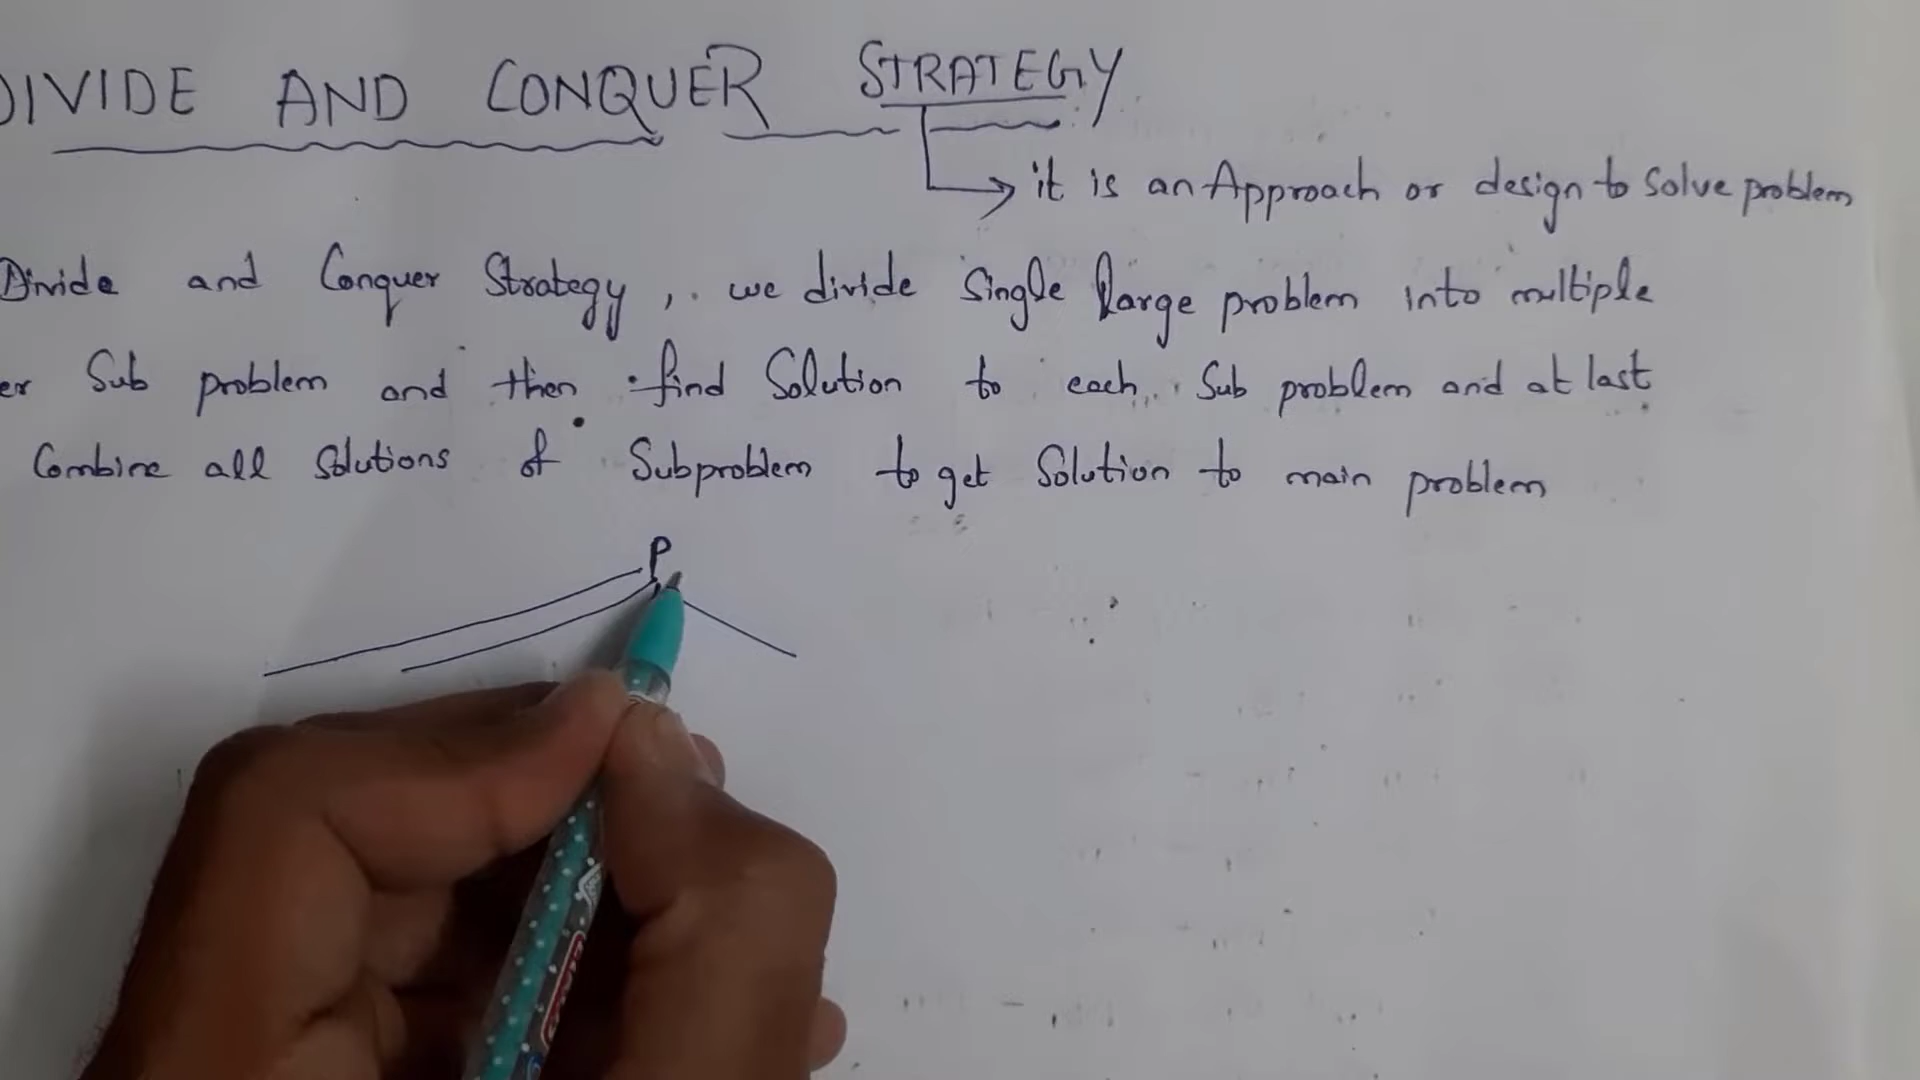 DIVIDE AND CONQUER STRATEGY
it is an Approach or design to solve problem
Divide and Conquer Strategy, we divide single large problem into multiple
er Sub problem and then find Solution to each Sub problem and at last
Combine all solutions of Subproblem to get Solution to main problem
P